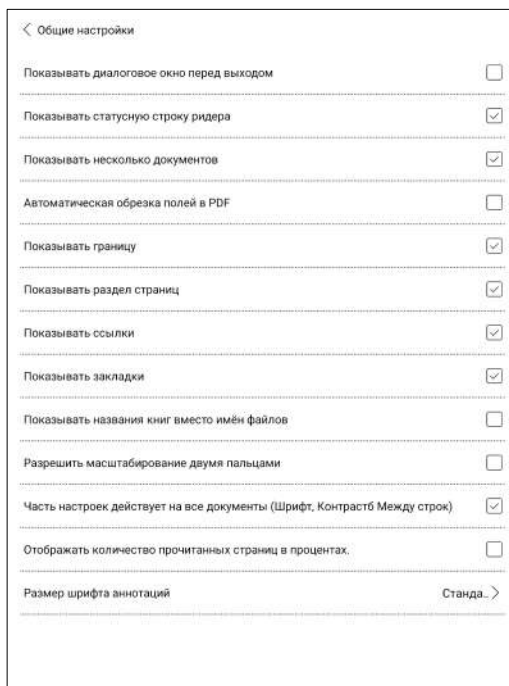 Общие настройки
Показывать диалоговое окно перед выходом
Показывать статусную строку ридера
Показывать несколько документов
Автоматическая обрезка полей в PDF
Показывать границу
Показывать раздел страниц
Показывать ссылки
Показывать закладки
Показывать названия книг вместо имён файлов
Разрешить масштабирование двумя пальцами
Часть настроек действует на все документы (Шрифт, Контрастб Между строк)
Отображать количество прочитанных страниц в процентах.
Размер шрифта аннотаций Станда..